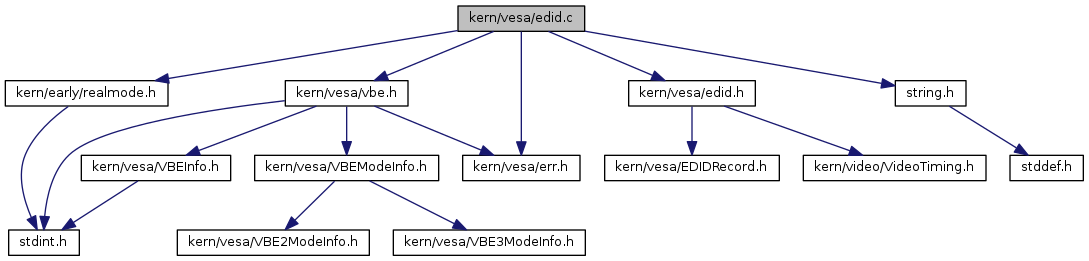 kern/vesa/edid.c
kern/early/realmode.h
kern/vesa/vbe.h
kern/vesa/edid.h
string.h
kern/vesa/VBEInfo.h
kern/vesa/VBEModeInfo.h
kern/vesa/err.h
kern/vesa/EDIDRecord.h
kern/video/VideoTiming.h
stddef.h
stdint.h
kern/vesa/VBE2ModeInfo.h
kern/vesa/VBE3ModeInfo.h